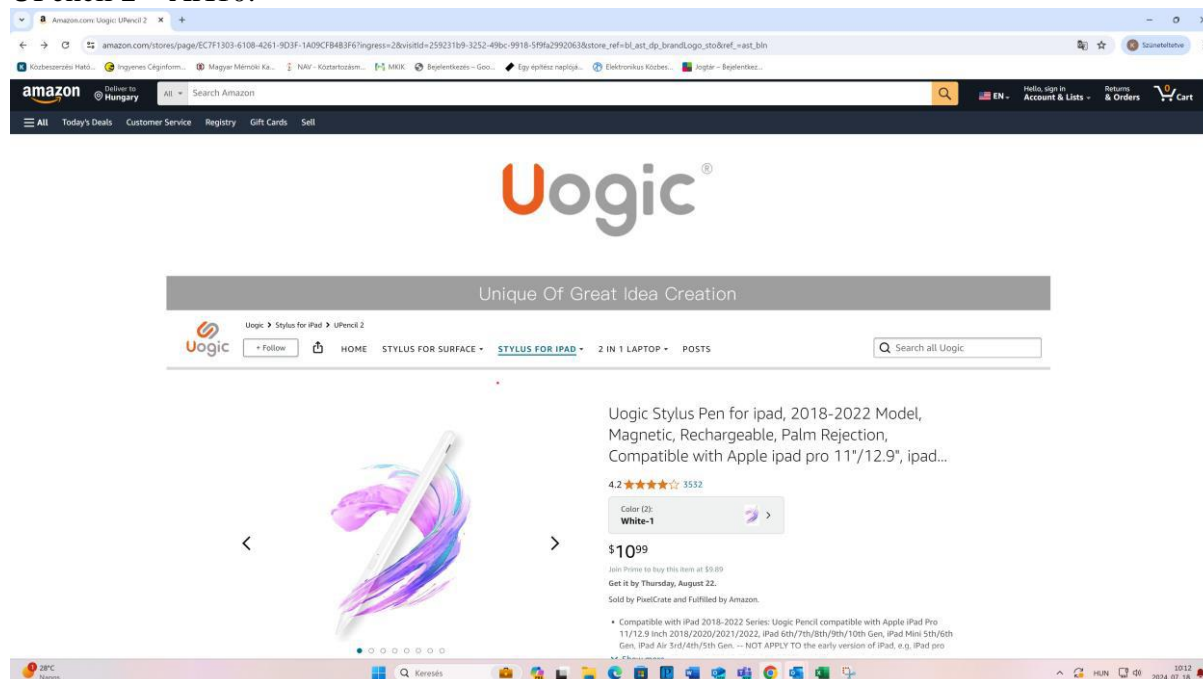 Amazon.com: Uogic: UPencil 2
amazon.com/stores/page/EC7F1303-6108-4261-9D3F-1A09CFB4B3F6?ingress=2&visitId=259231b9-3252-49bc-9918-5f9fa2992063&store_ref=bl_ast_dp_brandLogo_sto&ref_=ast_bln
Szüneteltetve
Közbeszerzési Ható... Ingyenes Céginform... Magyar Mérnöki Ka... NAV - Köztartozásm... MKIK Bejelentkezés – Goo... Egy építész naplója... Elektronikus Közbes... Jogtár – Bejelentkez...
amazon Deliver to Hungary All Search Amazon EN Hello, sign in Account & Lists Returns & Orders 0 Cart
All Today's Deals Customer Service Registry Gift Cards Sell
Uogic®
Unique Of Great Idea Creation
Uogic > Stylus for iPad > UPencil 2
Uogic + Follow HOME STYLUS FOR SURFACE STYLUS FOR IPAD 2 IN 1 LAPTOP POSTS Search all Uogic
Uogic Stylus Pen for ipad, 2018-2022 Model,
Magnetic, Rechargeable, Palm Rejection,
Compatible with Apple ipad pro 11"/12.9", ipad...
4.2 3532
Color (2):
White-1
$1099
Join Prime to buy this item at $9.89
Get it by Thursday, August 22.
Sold by PixelCrate and Fulfilled by Amazon.
• Compatible with iPad 2018-2022 Series: Uogic Pencil compatible with Apple iPad Pro
11/12.9 Inch 2018/2020/2021/2022, iPad 6th/7th/8th/9th/10th Gen, iPad Mini 5th/6th
Gen, iPad Air 3rd/4th/5th Gen. -- NOT APPLY TO the early version of iPad, e.g, iPad pro
28°C
Keresés
HUN
10:12